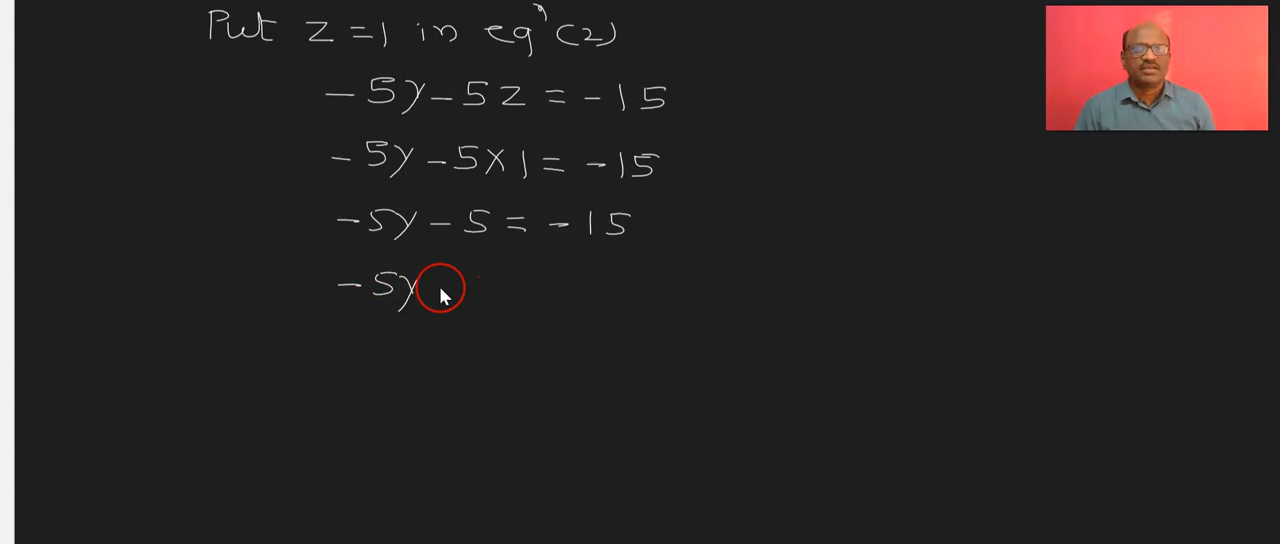 Put z = 1 in eqⁿ (2)
- 5y - 5z = - 15
- 5y - 5 x 1 = - 15
- 5y - 5 = - 15
- 5y